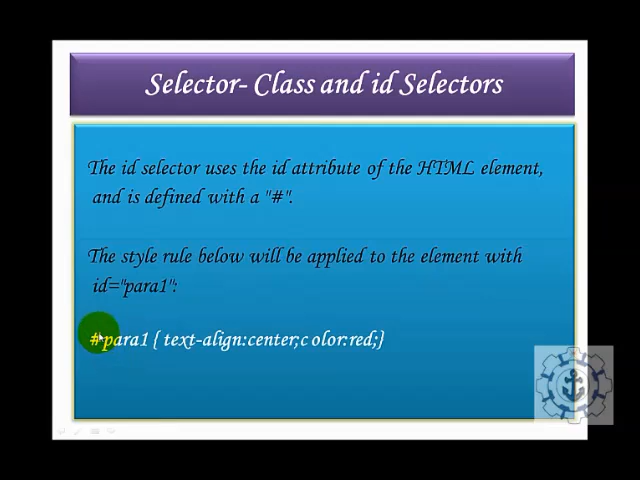 Selector- Class and id Selectors
The id selector uses the id attribute of the HTML element,
and is defined with a "#".
The style rule below will be applied to the element with
id="para1":
#para1 { text-align:center;c olor:red;}